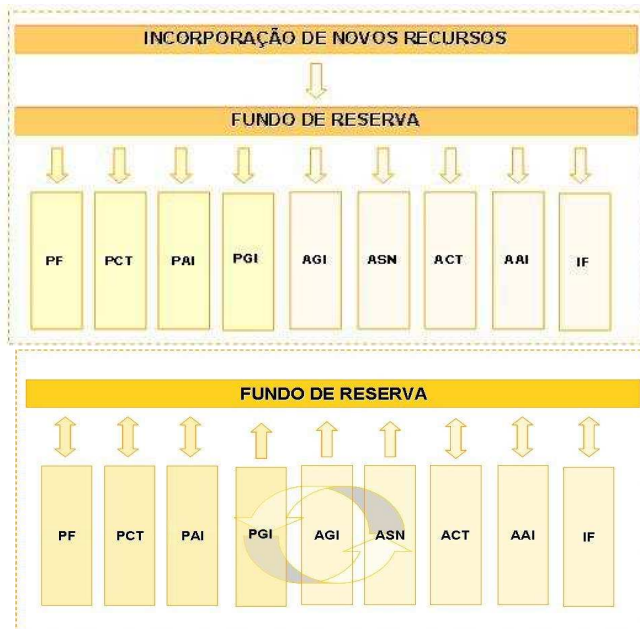 INCORPORAÇÃO DE NOVOS RECURSOS
FUNDO DE RESERVA
PF PCT PAI PGI AGI ASN ACT AAI IF
FUNDO DE RESERVA
PF PCT PAI PGI AGI ASN ACT AAI IF